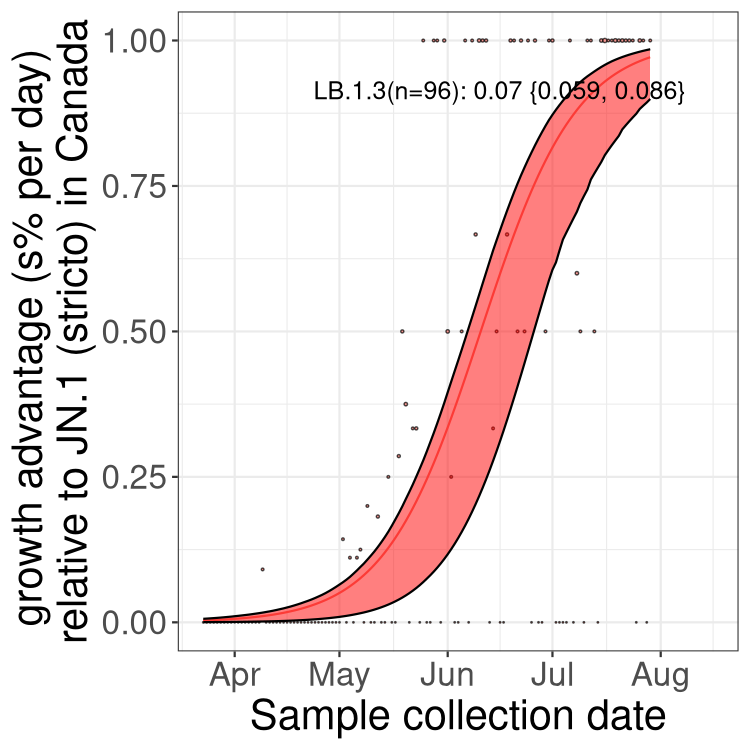 growth advantage (s% per day)
relative to JN.1 (stricto) in Canada
1.00
0.75
0.50
0.25
0.00
LB.1.3(n=96): 0.07 {0.059, 0.086}
Apr May Jun Jul Aug
Sample collection date